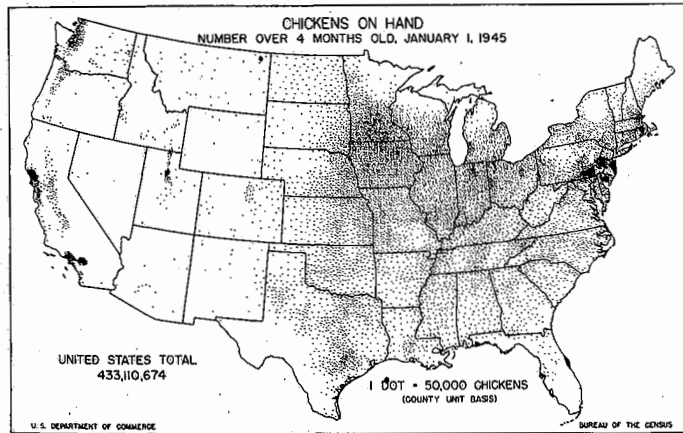 CHICKENS ON HAND
NUMBER OVER 4 MONTHS OLD, JANUARY 1, 1945
UNITED STATES TOTAL
433,110,674
1 DOT = 50,000 CHICKENS
(COUNTY UNIT BASIS)
U. S. DEPARTMENT OF COMMERCE
BUREAU OF THE CENSUS